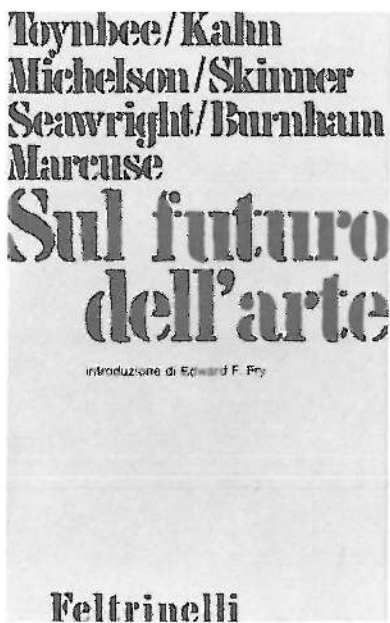 Toynbee/Kahn
Michelson/Skinner
Seawright/Burnham
Marcuse
Sul futuro
dell'arte
introduzione di Edward F. Fry
Feltrinelli